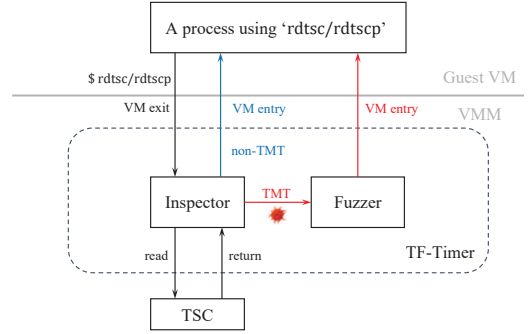 A process using ‘rdtsc/rdtscp’
$ rdtsc/rdtscp
Guest VM
VM exit
VM entry
VM entry
VMM
non-TMT
Inspector
TMT
Fuzzer
TF-Timer
read
return
TSC